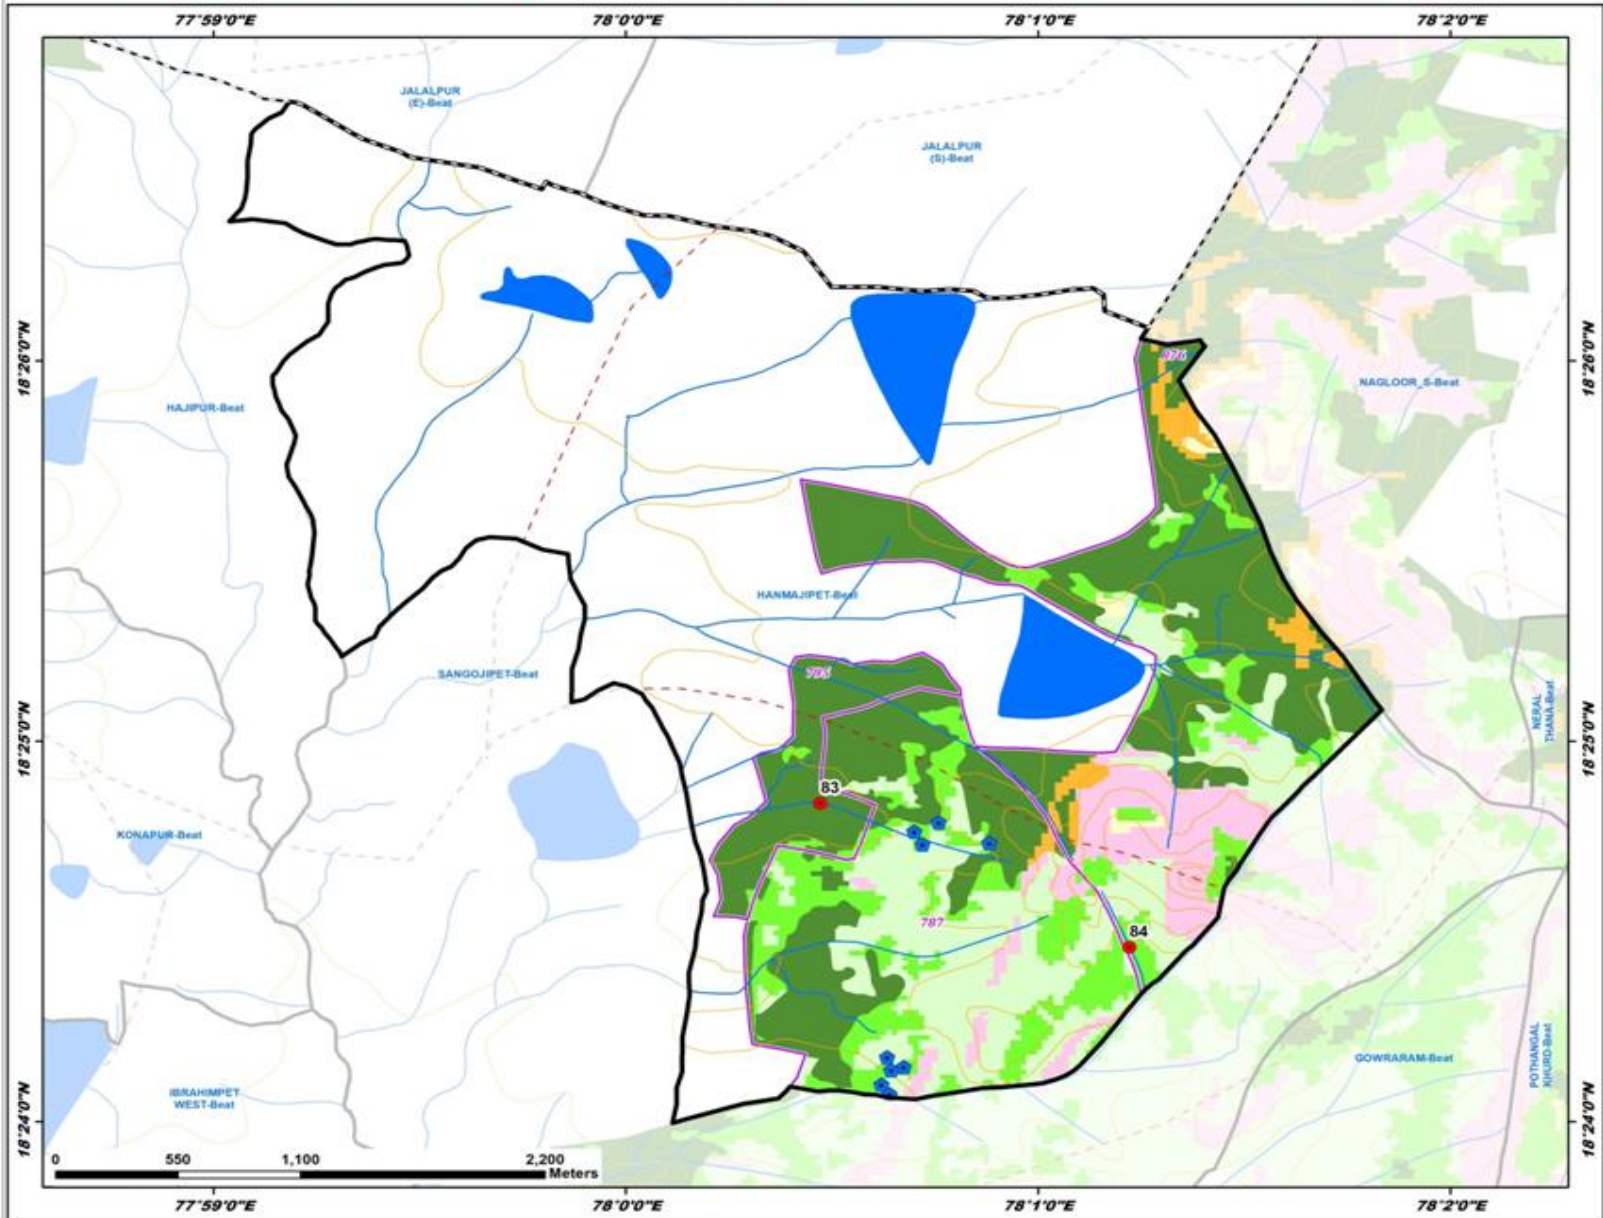 77°59'0"E
78°0'0"E
78°1'0"E
78°2'0"E
JALALPUR
(E)-Beat
JALALPUR
(S)-Beat
18°26'0"N
876
18°26'0"N
NAGLOOR_S-Beat
HAJIPUR-Beat
HANMAJIPET-Beat
SANGOJIPET-Beat
795
NERAL
THANA-Beat
18°25'0"N
18°25'0"N
83
KONAPUR-Beat
787
84
GOWRARAM-Beat
POTHANGAL
KHURD-Beat
IBRAHIMPET
WEST-Beat
18°24'0"N
18°24'0"N
0
550
1,100
2,200
Meters
77°59'0"E
78°0'0"E
78°1'0"E
78°2'0"E